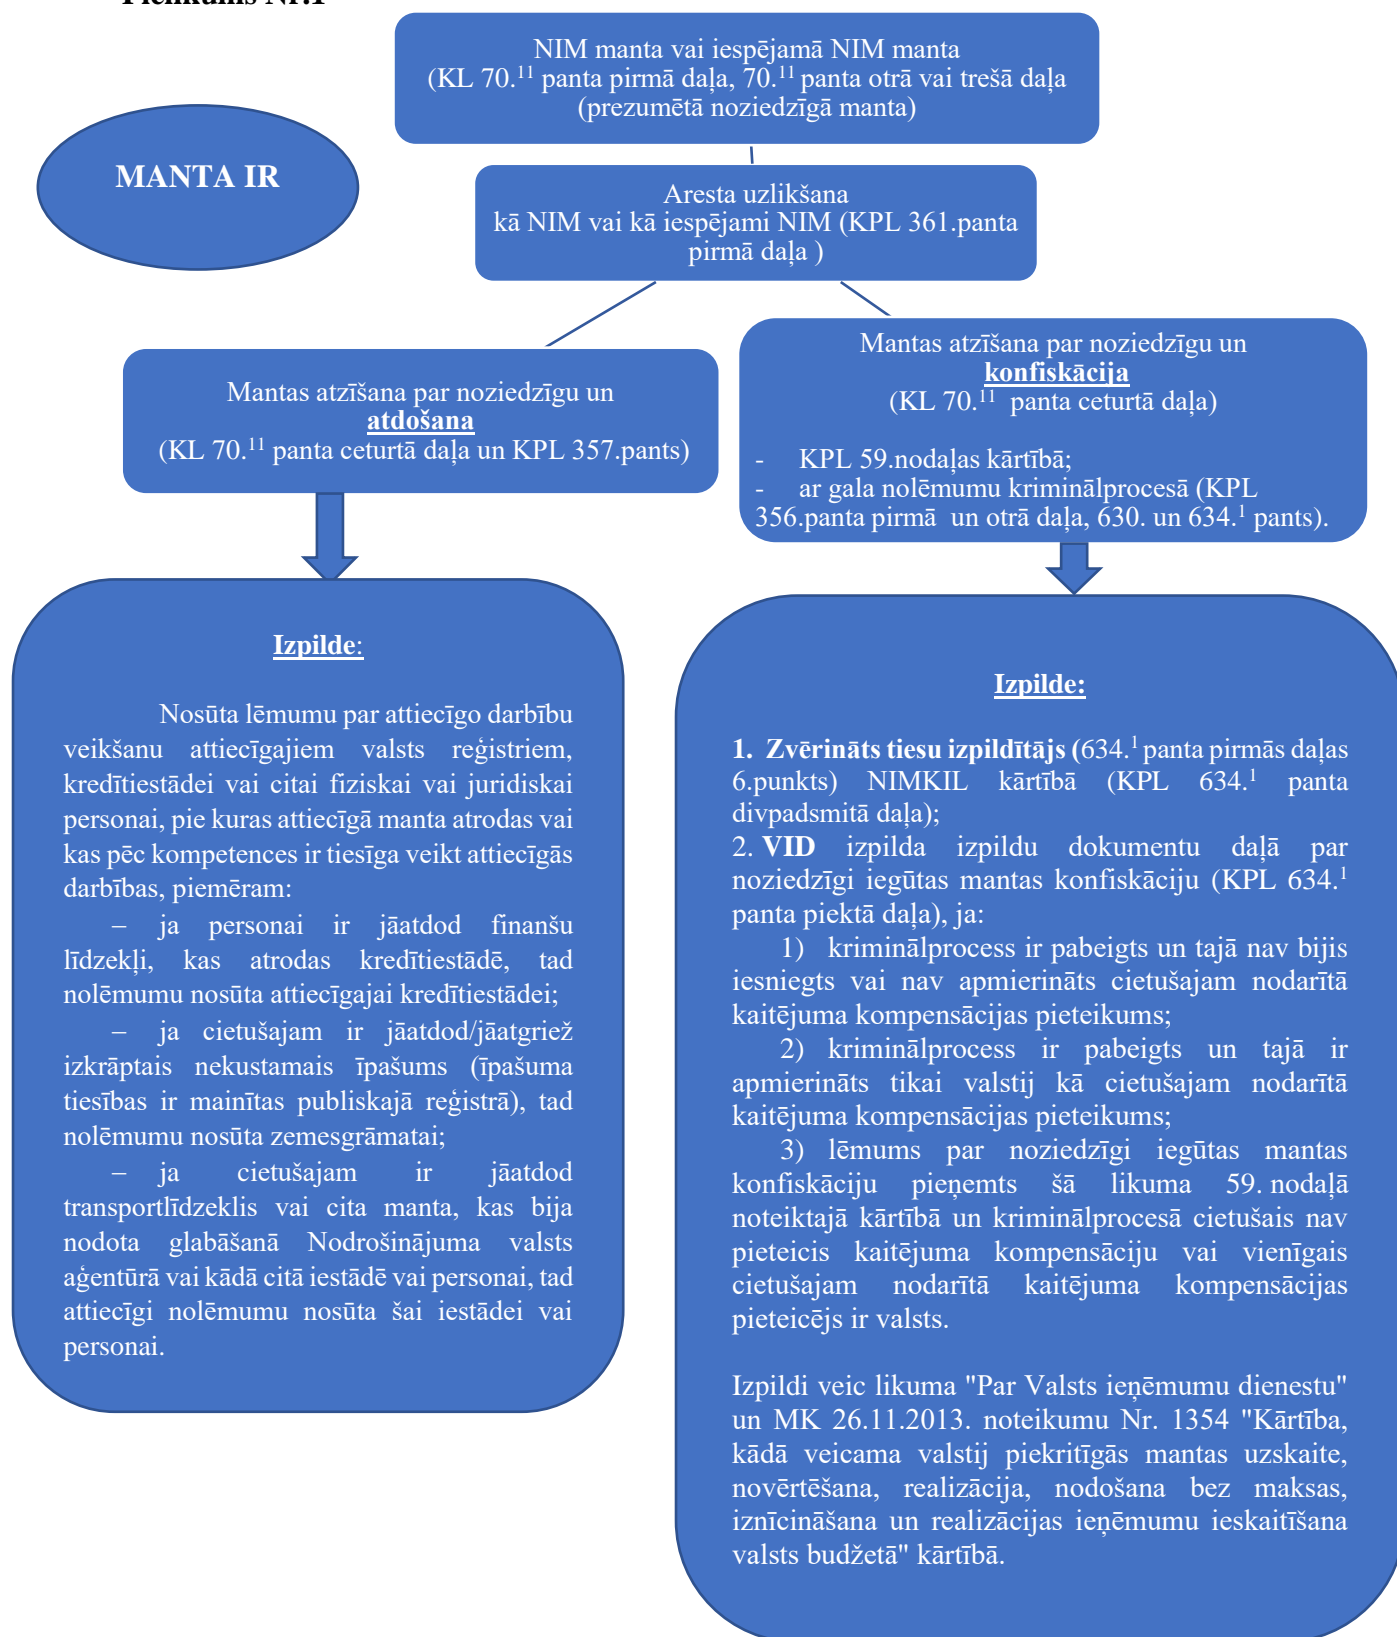 Pielikums Nr.1
NIM manta vai iespējamā NIM manta
(KL 70.¹¹ panta pirmā daļa, 70.¹¹ panta otrā vai trešā daļa
(prezumētā noziedzīgā manta)
MANTA IR
Aresta uzlikšana
kā NIM vai kā iespējami NIM (KPL 361.panta
pirmā daļa )
Mantas atzīšana par noziedzīgu un
atdošana
(KL 70.¹¹ panta ceturtā daļa un KPL 357.pants)
Mantas atzīšana par noziedzīgu un
konfiskācija
(KL 70.¹¹ panta ceturtā daļa)
- KPL 59.nodaļas kārtībā;
- ar gala nolēmumu kriminālprocesā (KPL
356.panta pirmā un otrā daļa, 630. un 634.¹ pants).
Izpilde:
Nosūta lēmumu par attiecīgo darbību
veikšanu attiecīgajiem valsts reģistriem,
kredītiestādei vai citai fiziskai vai juridiskai
personai, pie kuras attiecīgā manta atrodas vai
kas pēc kompetences ir tiesīga veikt attiecīgās
darbības, piemēram:
– ja personai ir jāatdod finanšu
līdzekļi, kas atrodas kredītiestādē, tad
nolēmumu nosūta attiecīgajai kredītiestādei;
– ja cietušajam ir jāatdod/jāatgriež
izkrāptais nekustamais īpašums (īpašuma
tiesības ir mainītas publiskajā reģistrā), tad
nolēmumu nosūta zemesgrāmatai;
– ja cietušajam ir jāatdod
transportlīdzeklis vai cita manta, kas bija
nodota glabāšanā Nodrošinājuma valsts
aģentūrā vai kādā citā iestādē vai personai, tad
attiecīgi nolēmumu nosūta šai iestādei vai
personai.
Izpilde:
1. Zvērināts tiesu izpildītājs (634.¹ panta pirmās daļas
6.punkts) NIMKIL kārtībā (KPL 634.¹ panta
divpadsmitā daļa);
2. VID izpilda izpildu dokumentu daļā par
noziedzīgi iegūtas mantas konfiskāciju (KPL 634.¹
panta piektā daļa), ja:
1) kriminālprocess ir pabeigts un tajā nav bijis
iesniegts vai nav apmierināts cietušajam nodarītā
kaitējuma kompensācijas pieteikums;
2) kriminālprocess ir pabeigts un tajā ir
apmierināts tikai valstij kā cietušajam nodarītā
kaitējuma kompensācijas pieteikums;
3) lēmums par noziedzīgi iegūtas mantas
konfiskāciju pieņemts šā likuma 59. nodaļā
noteiktajā kārtībā un kriminālprocesā cietušais nav
pieteicis kaitējuma kompensāciju vai vienīgais
cietušajam nodarītā kaitējuma kompensācijas
pieteicējs ir valsts.
Izpildi veic likuma "Par Valsts ieņēmumu dienestu"
un MK 26.11.2013. noteikumu Nr. 1354 "Kārtība,
kādā veicama valstij piekritīgās mantas uzskaite,
novērtēšana, realizācija, nodošana bez maksas,
iznīcināšana un realizācijas ieņēmumu ieskaitīšana
valsts budžetā" kārtībā.